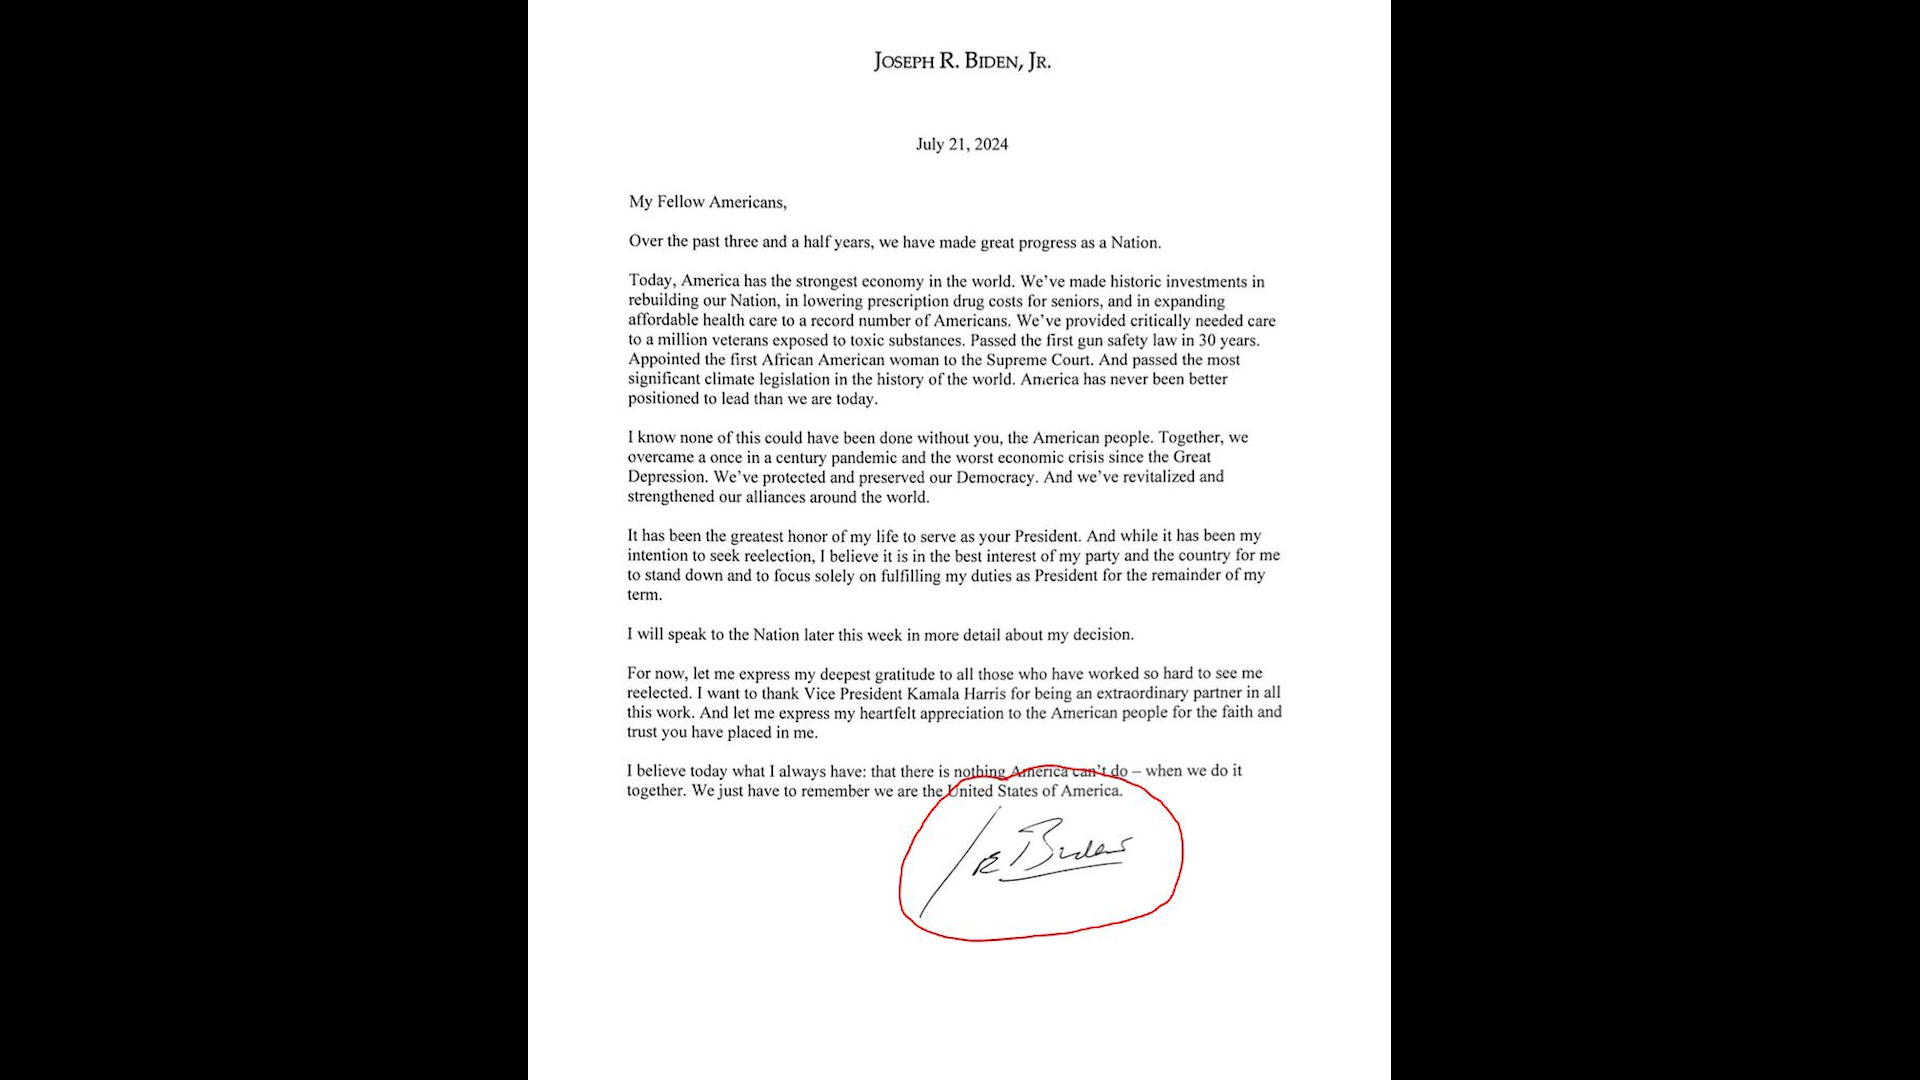 JOSEPH R. BIDEN, JR.
July 21, 2024
My Fellow Americans,
Over the past three and a half years, we have made great progress as a Nation.
Today, America has the strongest economy in the world. We've made historic investments in
rebuilding our Nation, in lowering prescription drug costs for seniors, and in expanding
affordable health care to a record number of Americans. We've provided critically needed care
to a million veterans exposed to toxic substances. Passed the first gun safety law in 30 years.
Appointed the first African American woman to the Supreme Court. And passed the most
significant climate legislation in the history of the world. America has never been better
positioned to lead than we are today.
I know none of this could have been done without you, the American people. Together, we
overcame a once in a century pandemic and the worst economic crisis since the Great
Depression. We've protected and preserved our Democracy. And we've revitalized and
strengthened our alliances around the world.
It has been the greatest honor of my life to serve as your President. And while it has been my
intention to seek reelection, I believe it is in the best interest of my party and the country for me
to stand down and to focus solely on fulfilling my duties as President for the remainder of my
term.
I will speak to the Nation later this week in more detail about my decision.
For now, let me express my deepest gratitude to all those who have worked so hard to see me
reelected. I want to thank Vice President Kamala Harris for being an extraordinary partner in all
this work. And let me express my heartfelt appreciation to the American people for the faith and
trust you have placed in me.
I believe today what I always have: that there is nothing America can't do – when we do it
together. We just have to remember we are the United States of America.
Joe Biden